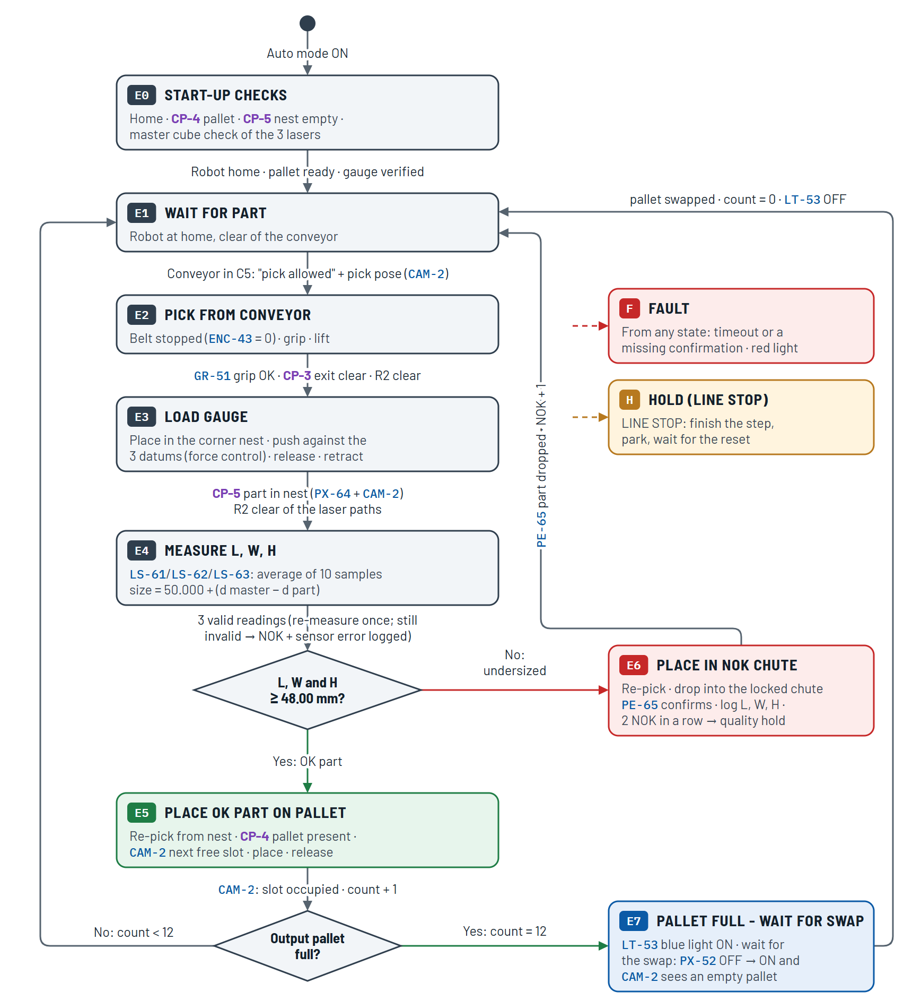 Auto mode ON
E0 START-UP CHECKS
Home · CP-4 pallet · CP-5 nest empty ·
master cube check of the 3 lasers
Robot home · pallet ready · gauge verified
E1 WAIT FOR PART
Robot at home, clear of the conveyor
pallet swapped · count = 0 · LT-53 OFF
Conveyor in C5: "pick allowed" + pick pose (CAM-2)
E2 PICK FROM CONVEYOR
Belt stopped (ENC-43 = 0) · grip · lift
GR-51 grip OK · CP-3 exit clear · R2 clear
E3 LOAD GAUGE
Place in the corner nest · push against the
3 datums (force control) · release · retract
F FAULT
From any state: timeout or a
missing confirmation · red light
H HOLD (LINE STOP)
LINE STOP: finish the step,
park, wait for the reset
PE-65 part dropped · NOK + 1
CP-5 part in nest (PX-64 + CAM-2)
R2 clear of the laser paths
E4 MEASURE L, W, H
LS-61/LS-62/LS-63: average of 10 samples
size = 50.000 + (d master − d part)
3 valid readings (re-measure once; still
invalid → NOK + sensor error logged)
L, W and H
≥ 48.00 mm?
No:
undersized
E6 PLACE IN NOK CHUTE
Re-pick · drop into the locked chute
PE-65 confirms · log L, W, H ·
2 NOK in a row → quality hold
Yes: OK part
E5 PLACE OK PART ON PALLET
Re-pick from nest · CP-4 pallet present ·
CAM-2 next free slot · place · release
CAM-2: slot occupied · count + 1
Output pallet
full?
No: count < 12
Yes: count = 12
E7 PALLET FULL - WAIT FOR SWAP
LT-53 blue light ON · wait for
the swap: PX-52 OFF → ON and
CAM-2 sees an empty pallet